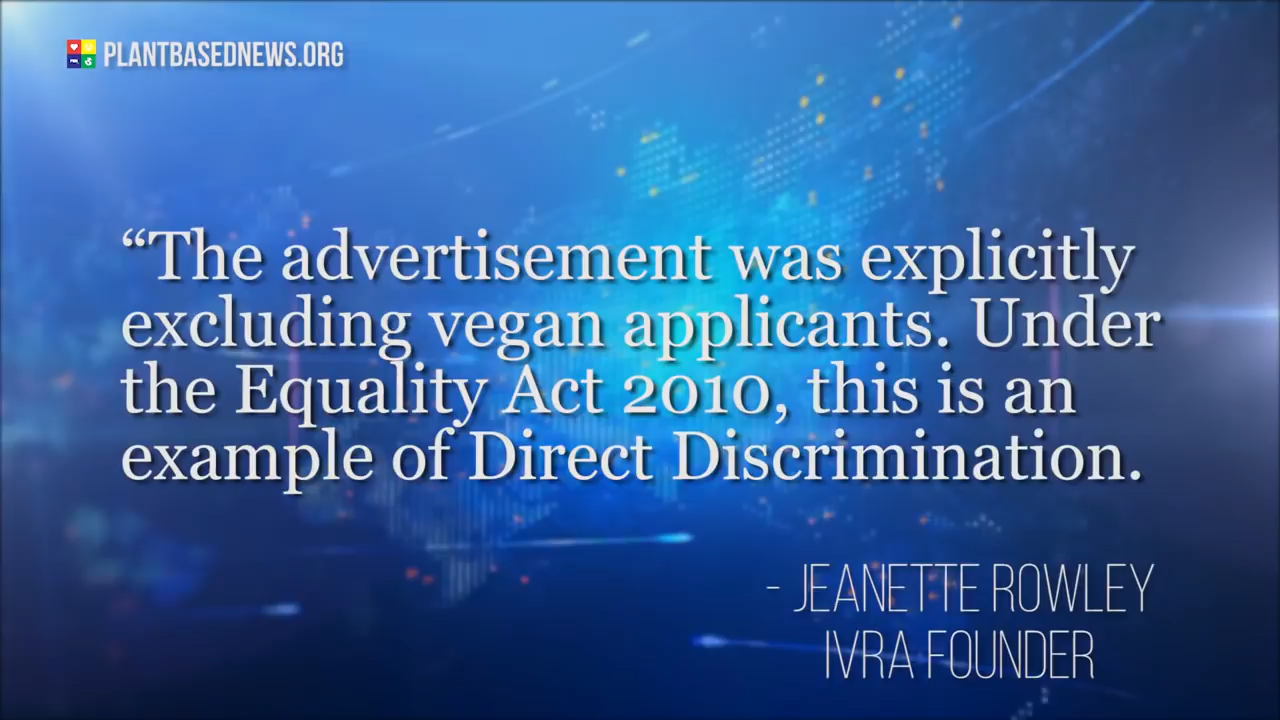 PLANTBASEDNEWS.ORG
“The advertisement was explicitly
excluding vegan applicants. Under
the Equality Act 2010, this is an
example of Direct Discrimination.
- JEANETTE ROWLEY
IVRA FOUNDER